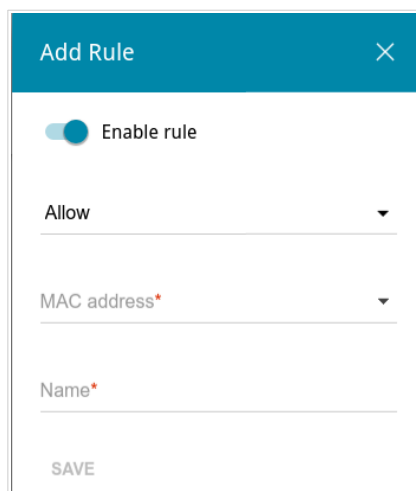 Add Rule
Enable rule
Allow
MAC address*
Name*
SAVE